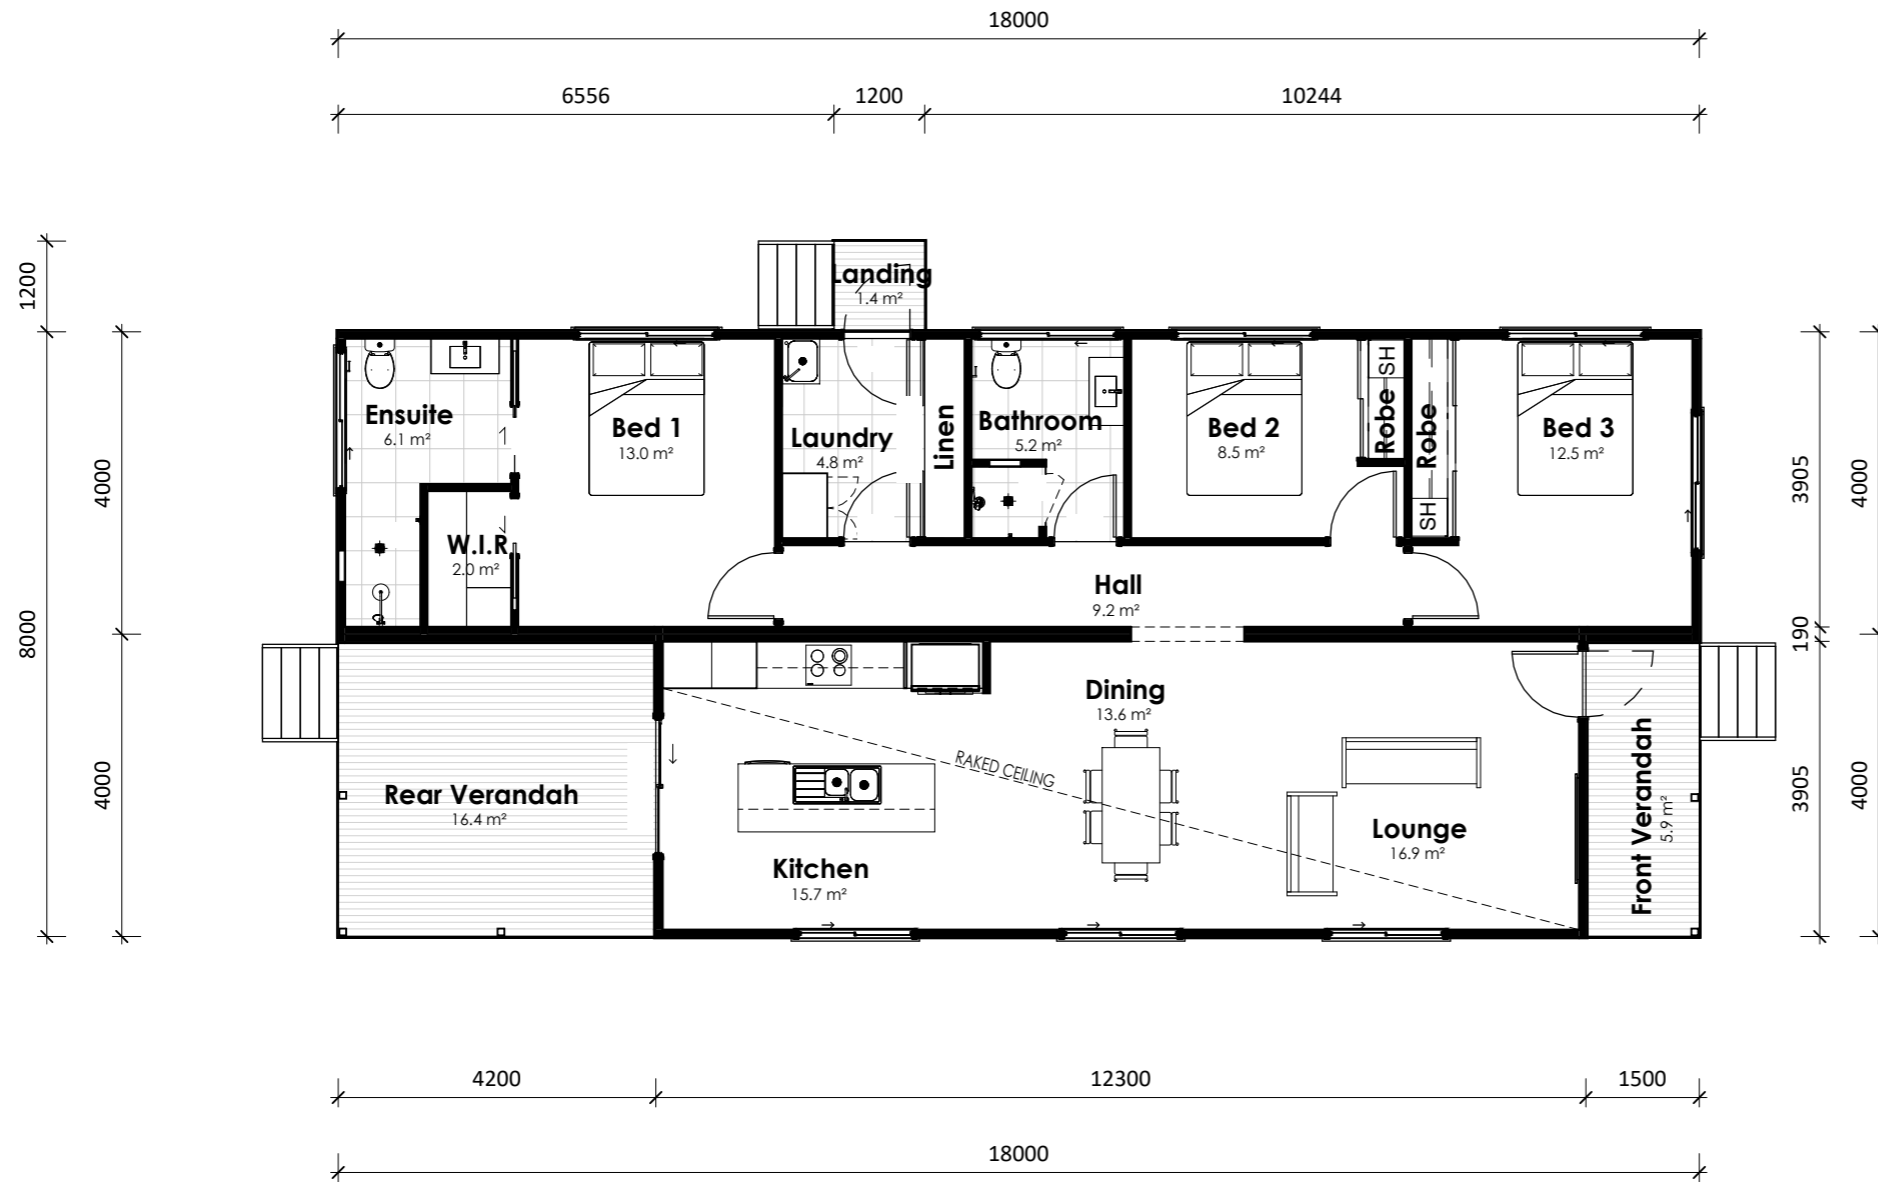 18000
6556
1200
10244
1200
4000
8000
4000
3905
190
3905
4000
4000
Landing
1.4 m²
Ensuite
6.1 m²
Bed 1
13.0 m²
Laundry
4.8 m²
Linen
Bathroom
5.2 m²
Bed 2
8.5 m²
Robe
SH
Robe
SH
Bed 3
12.5 m²
W.I.R
2.0 m²
Hall
9.2 m²
Dining
13.6 m²
RAKED CEILING
Rear Verandah
16.4 m²
Kitchen
15.7 m²
Lounge
16.9 m²
Front Verandah
5.9 m²
4200
12300
1500
18000